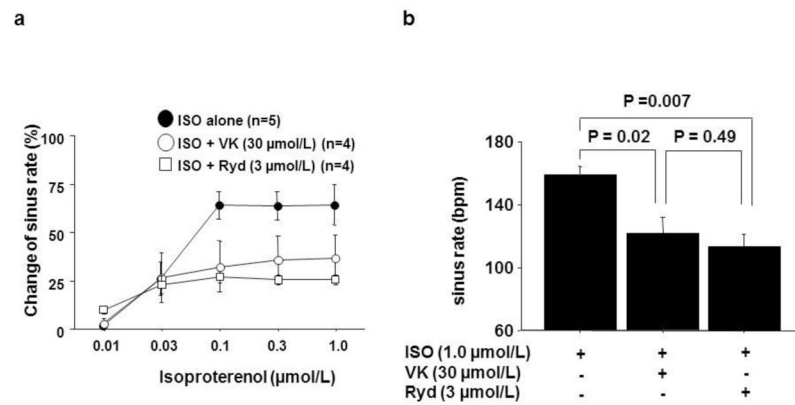 a
ISO alone (n=5)
ISO + VK (30 µmol/L) (n=4)
ISO + Ryd (3 µmol/L) (n=4)
Change of sinus rate (%)
100
75
50
25
0
0.01 0.03 0.1 0.3 1.0
Isoproterenol (µmol/L)
b
P =0.007
P = 0.02 P = 0.49
sinus rate (bpm)
180
140
100
60
ISO (1.0 µmol/L) + + +
VK (30 µmol/L) - + -
Ryd (3 µmol/L) - - +